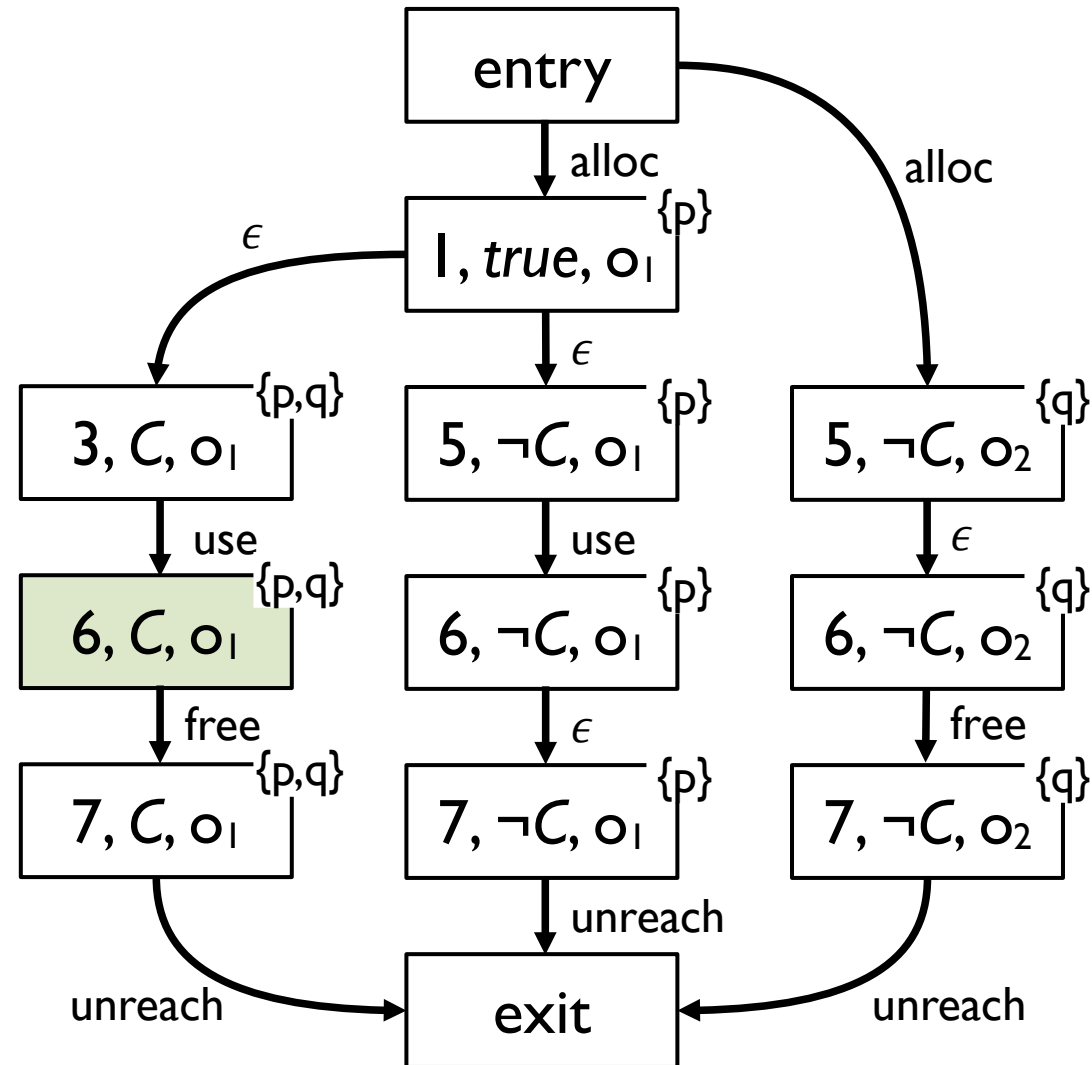 entry
alloc
alloc
{p}
1, true, o₁
ϵ
ϵ
{p,q}
3, C, o₁
{p}
5, ¬C, o₁
{q}
5, ¬C, o₂
use
use
ϵ
{p,q}
6, C, o₁
{p}
6, ¬C, o₁
{q}
6, ¬C, o₂
free
ϵ
free
{p,q}
7, C, o₁
{p}
7, ¬C, o₁
{q}
7, ¬C, o₂
unreach
unreach
unreach
exit